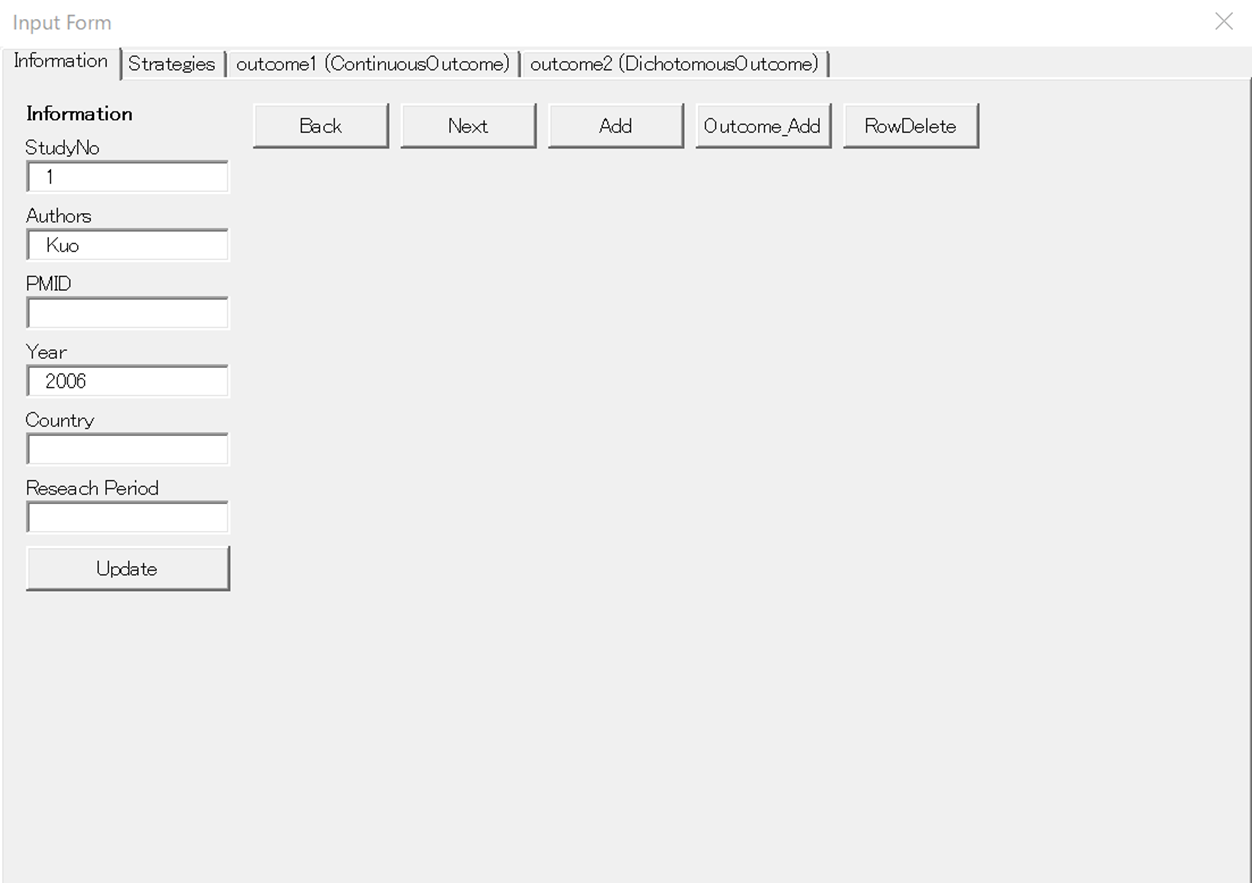 Input Form
Information Strategies outcome1 (ContinuousOutcome) outcome2 (DichotomousOutcome)
Information
Back Next Add Outcome_Add RowDelete
StudyNo
1
Authors
Kuo
PMID
Year
2006
Country
Reseach Period
Update